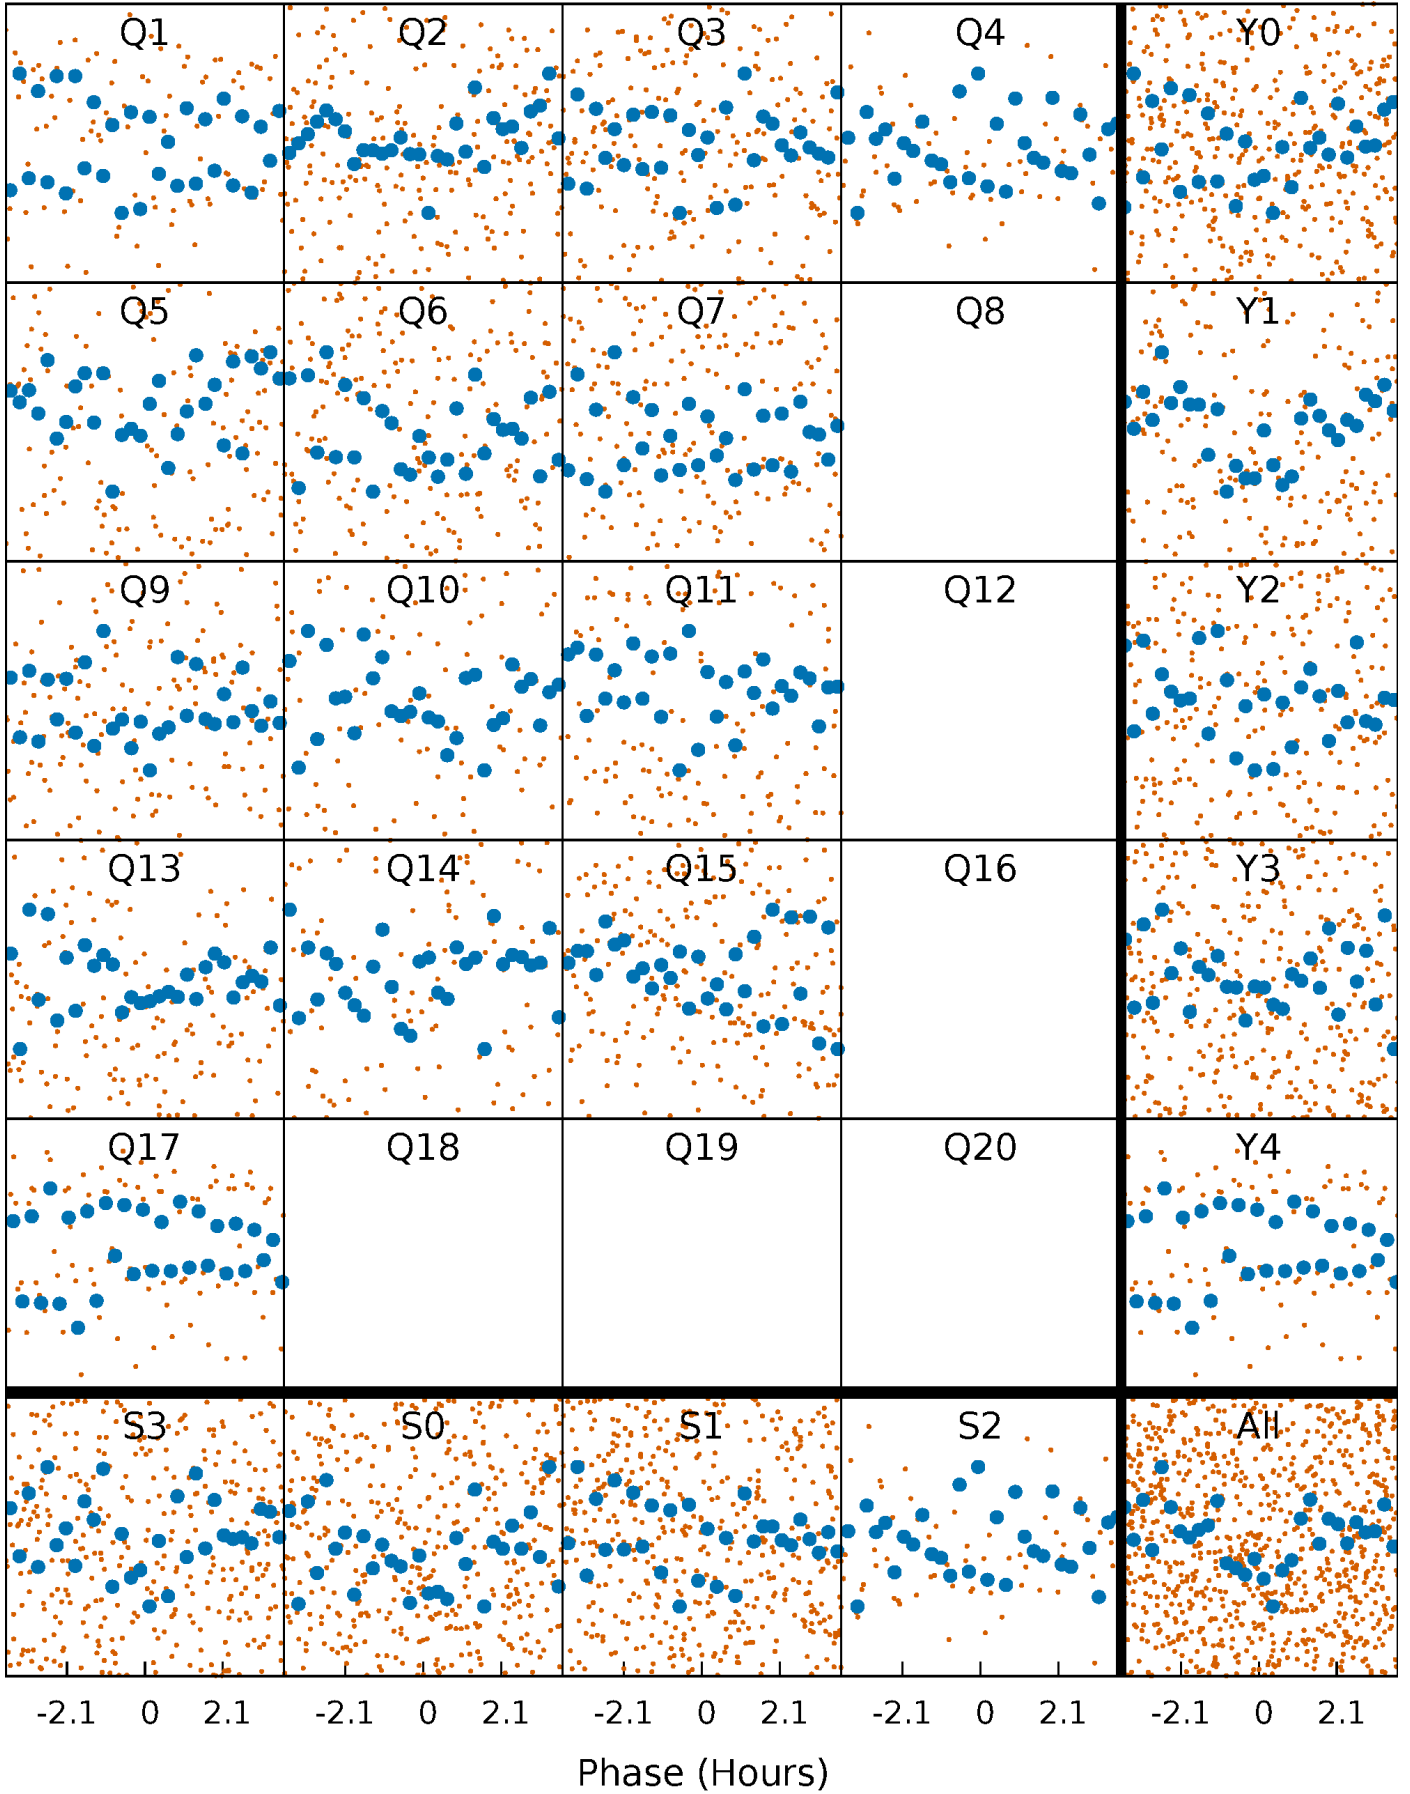 Q1 Q2 Q3 Q4 Y0
Q5 Q6 Q7 Q8 Y1
Q9 Q10 Q11 Q12 Y2
Q13 Q14 Q15 Q16 Y3
Q17 Q18 Q19 Q20 Y4
S3 S0 S1 S2 All
-2.1 0 2.1 -2.1 0 2.1 -2.1 0 2.1 -2.1 0 2.1 -2.1 0 2.1
Phase (Hours)